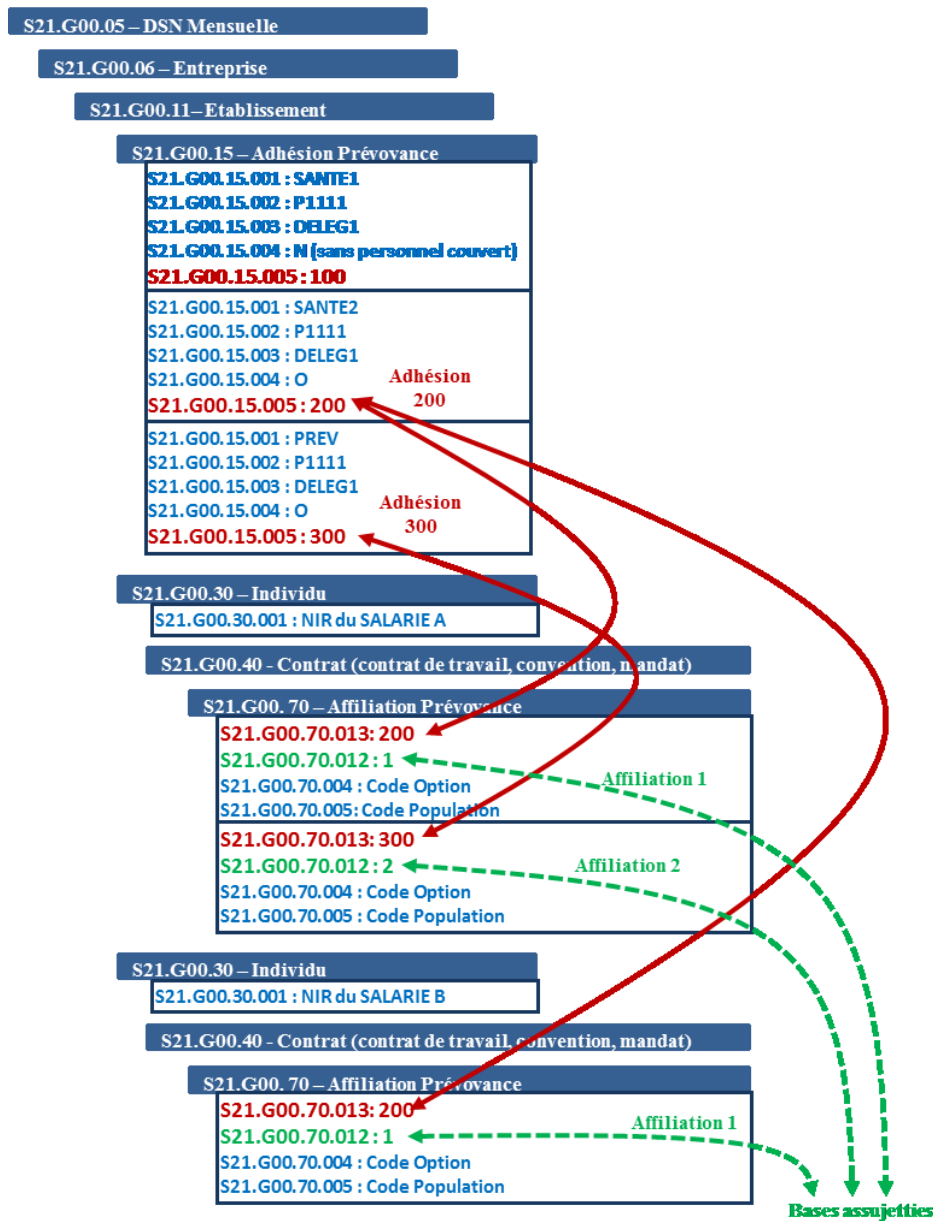 S21.G00.05 – DSN Mensuelle
S21.G00.06 – Entreprise
S21.G00.11– Etablissement
S21.G00.15 – Adhésion Prévoyance
S21.G00.15.001 : SANTE1
S21.G00.15.002 : P1111
S21.G00.15.003 : DELEG1
S21.G00.15.004 : N (sans personnel couvert)
S21.G00.15.005 : 100
S21.G00.15.001 : SANTE2
S21.G00.15.002 : P1111
S21.G00.15.003 : DELEG1
S21.G00.15.004 : O
S21.G00.15.005 : 200
Adhésion
200
S21.G00.15.001 : PREV
S21.G00.15.002 : P1111
S21.G00.15.003 : DELEG1
S21.G00.15.004 : O
S21.G00.15.005 : 300
Adhésion
300
S21.G00.30 – Individu
S21.G00.30.001 : NIR du SALARIE A
S21.G00.40 - Contrat (contrat de travail, convention, mandat)
S21.G00. 70 – Affiliation Prévoyance
S21.G00.70.013: 200
S21.G00.70.012 : 1
Affiliation 1
S21.G00.70.004 : Code Option
S21.G00.70.005: Code Population
S21.G00.70.013: 300
S21.G00.70.012 : 2
Affiliation 2
S21.G00.70.004 : Code Option
S21.G00.70.005 : Code Population
S21.G00.30 – Individu
S21.G00.30.001 : NIR du SALARIE B
S21.G00.40 - Contrat (contrat de travail, convention, mandat)
S21.G00. 70 – Affiliation Prévoyance
S21.G00.70.013: 200
S21.G00.70.012 : 1
Affiliation 1
S21.G00.70.004 : Code Option
S21.G00.70.005 : Code Population
Bases assujetties